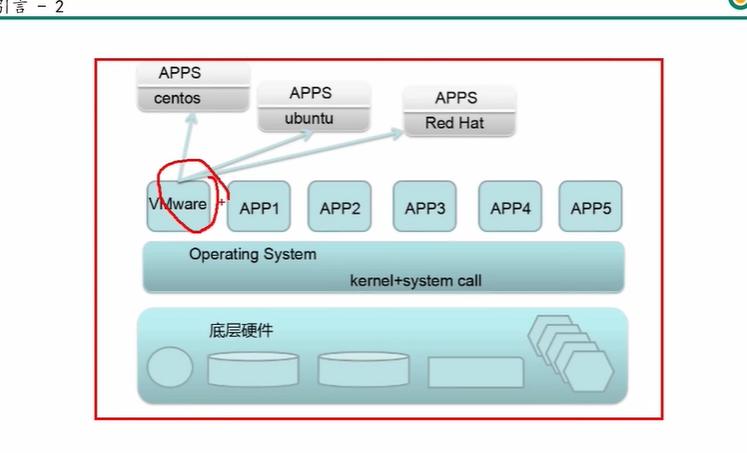 引言 - 2
APPS
centos
APPS
ubuntu
APPS
Red Hat
VMware
APP1
APP2
APP3
APP4
APP5
Operating System
kernel+system call
底层硬件